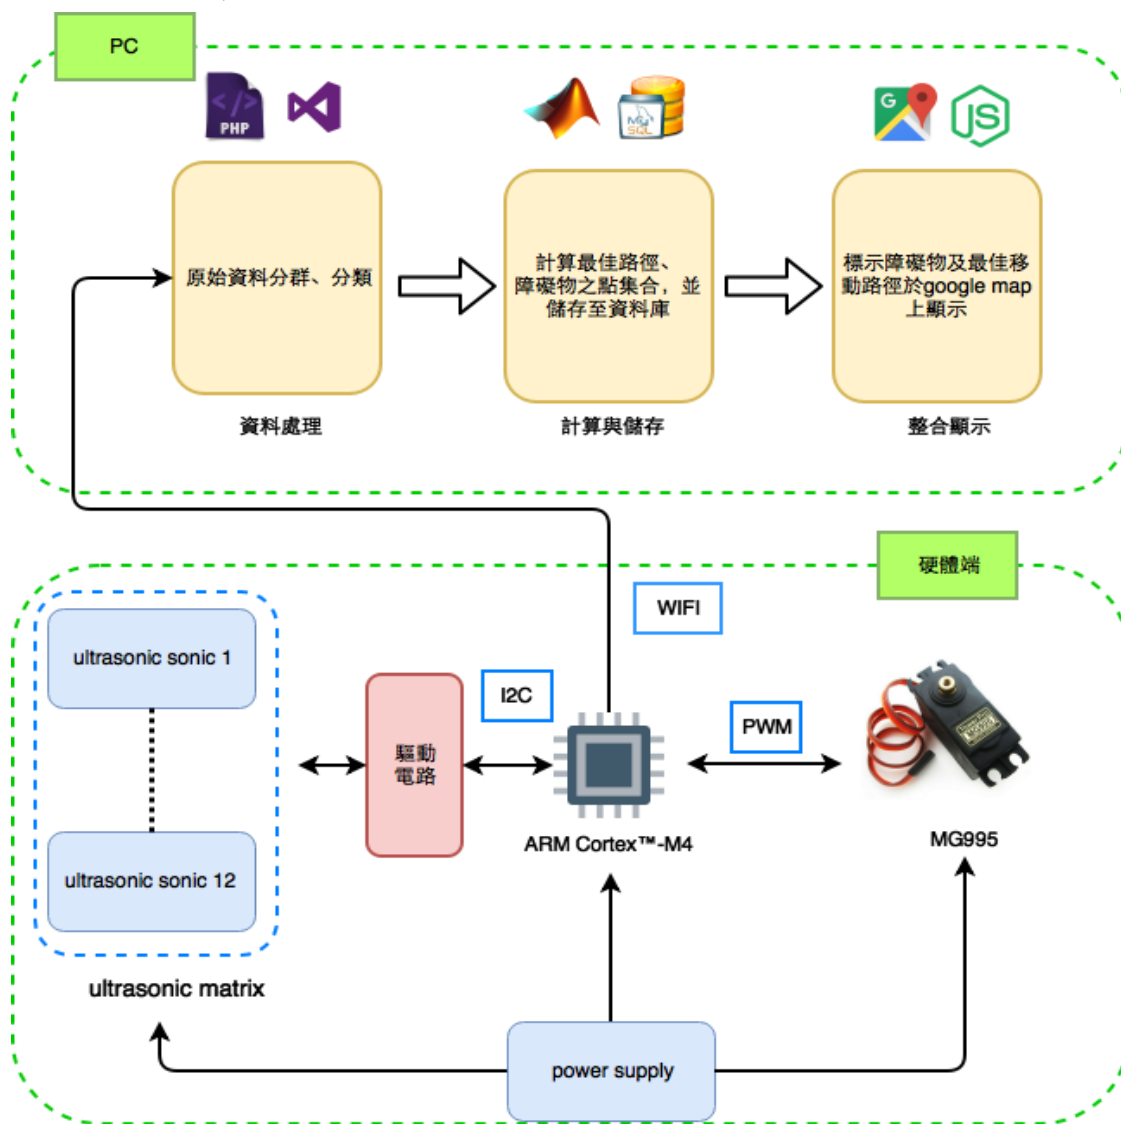 PC
</>
PHP
My
SQL
G
JS
原始資料分群、分類
計算最佳路徑、
障礙物之點集合，並
儲存至資料庫
標示障礙物及最佳移
動路徑於google map
上顯示
資料處理
計算與儲存
整合顯示
硬體端
WIFI
ultrasonic sonic 1
I2C
PWM
驅動
電路
ARM Cortex™-M4
MG995
ultrasonic sonic 12
ultrasonic matrix
power supply